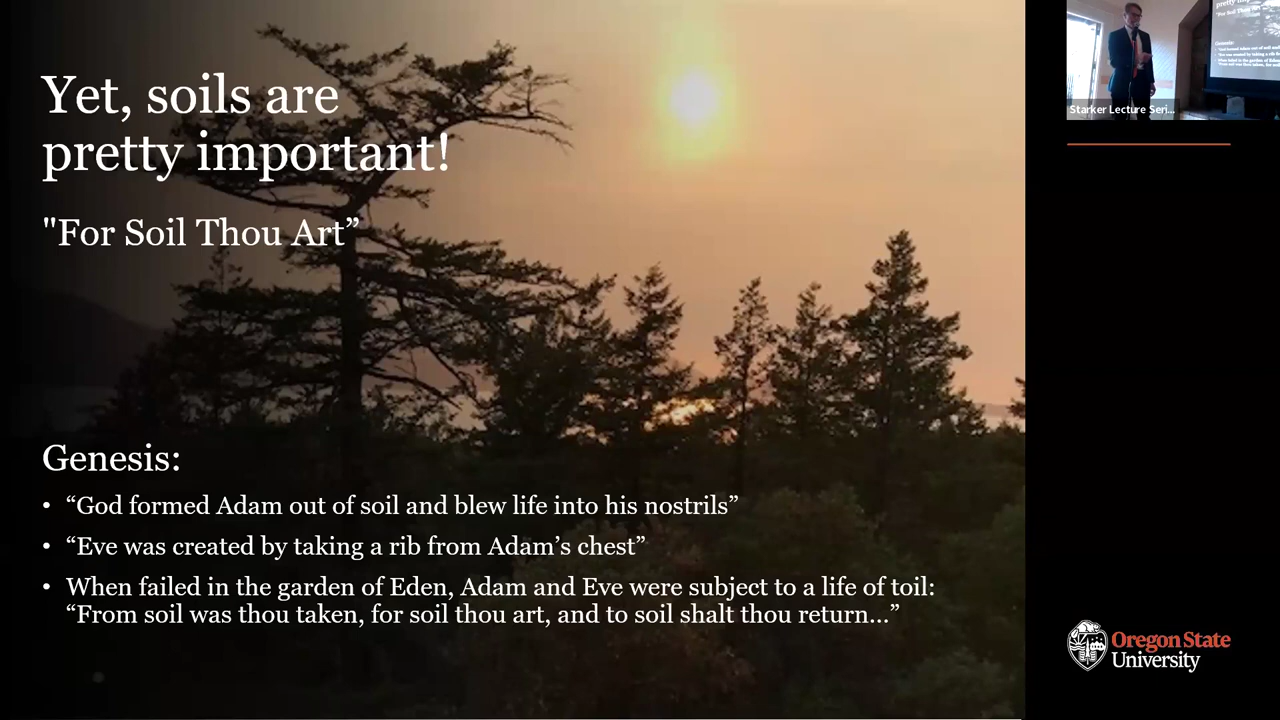 Yet, soils are
pretty important!
"For Soil Thou Art”
Genesis:
• “God formed Adam out of soil and blew life into his nostrils”
• “Eve was created by taking a rib from Adam’s chest”
• When failed in the garden of Eden, Adam and Eve were subject to a life of toil:
“From soil was thou taken, for soil thou art, and to soil shalt thou return...”
Starker Lecture Seri...
Oregon State
University